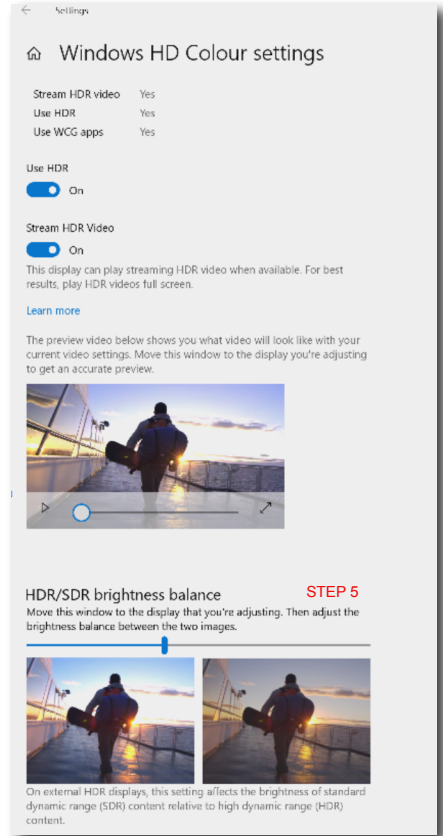 Settings
Windows HD Colour settings
Stream HDR video Yes
Use HDR Yes
Use WCG apps Yes
Use HDR
On
Stream HDR Video
On
This display can play streaming HDR video when available. For best
results, play HDR videos full screen.
Learn more
The preview video below shows you what video will look like with your
current video settings. Move this window to the display you're adjusting
to get an accurate preview.
HDR/SDR brightness balance STEP 5
Move this window to the display that you're adjusting. Then adjust the
brightness balance between the two images.
On external HDR displays, this setting affects the brightness of standard
dynamic range (SDR) content relative to high dynamic range (HDR)
content.